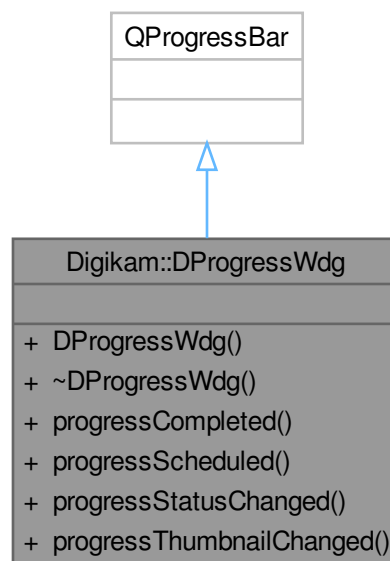 QProgressBar
Digikam::DProgressWdg
+ DProgressWdg()
+ ~DProgressWdg()
+ progressCompleted()
+ progressScheduled()
+ progressStatusChanged()
+ progressThumbnailChanged()